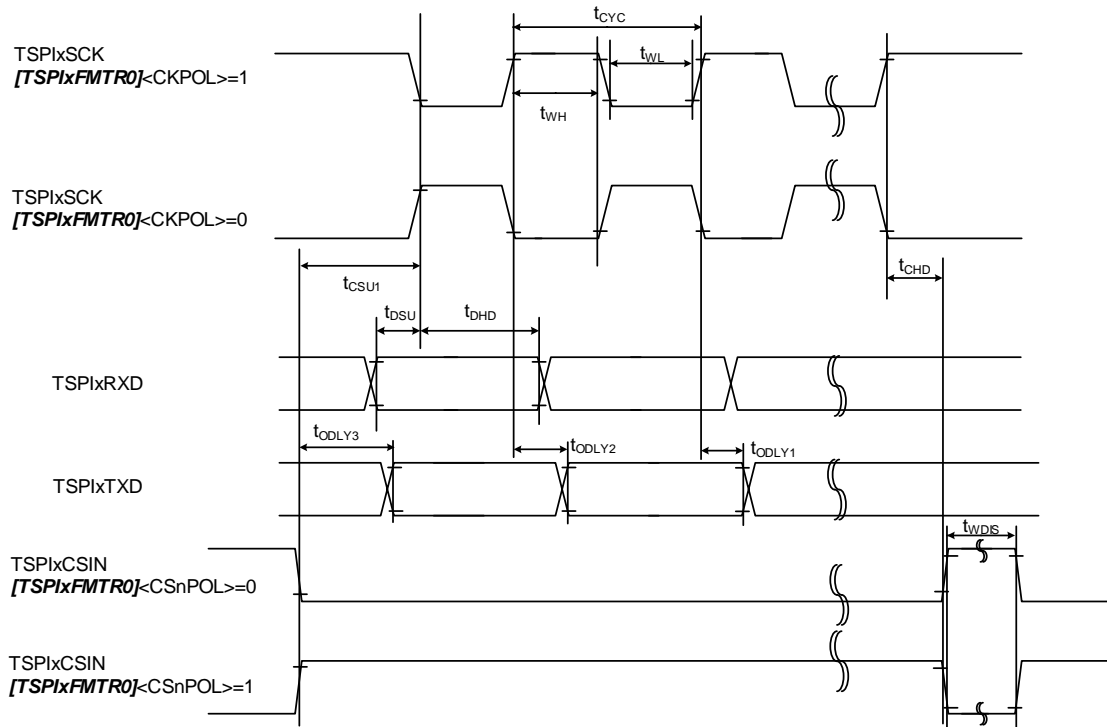 tCYC
TSPIxSCK
[TSPIxFMTR0]<CKPOL>=1
tWL
tWH
TSPIxSCK
[TSPIxFMTR0]<CKPOL>=0
tCSU1
tCHD
tDSU
tDHD
TSPIxRXD
tODLY3
tODLY2
tODLY1
TSPIxTXD
tWDIS
TSPIxCSIN
[TSPIxFMTR0]<CSnPOL>=0
TSPIxCSIN
[TSPIxFMTR0]<CSnPOL>=1